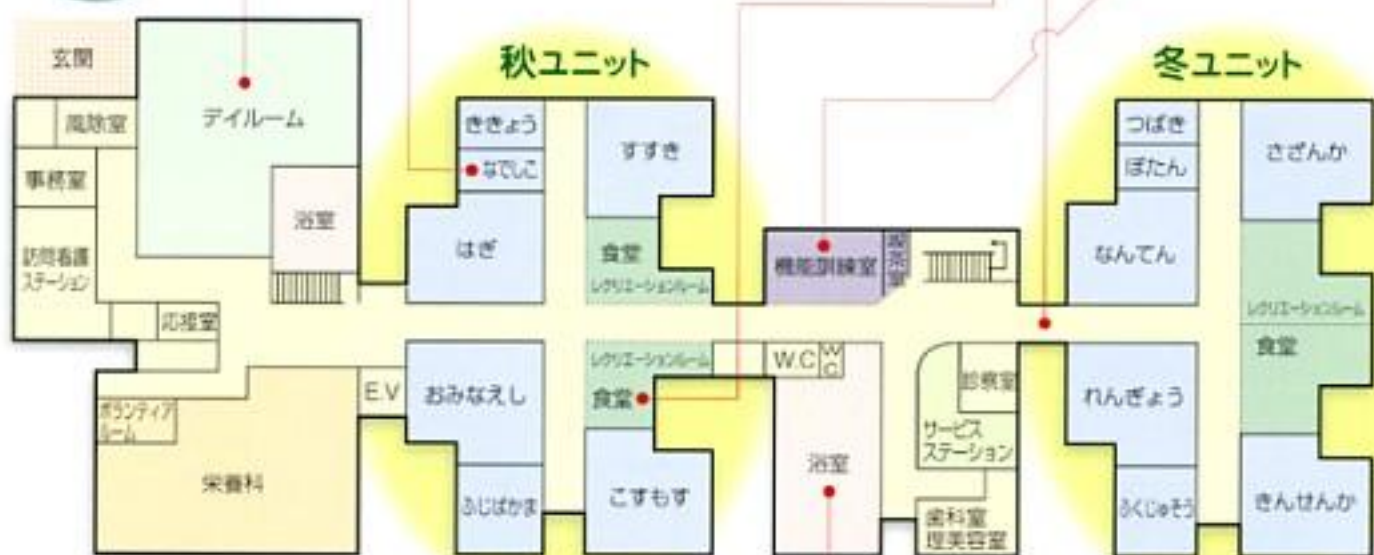 秋ユニット
冬ユニット
玄関
風除室
デイルーム
事務室
浴室
訪問看護
ステーション
応接室
ききょう
なでしこ
すすき
はぎ
食堂
レクリエーションルーム
機能訓練室
喫茶室
つばき
ぼたん
さざんか
なんてん
レクリエーションルーム
食堂
ボランティア
ルーム
栄養科
E.V
おみなえし
レクリエーションルーム
食堂
ふじばかま
こすもす
W.C
W
C
浴室
診察室
サービス
ステーション
歯科室
理美容室
れんぎょう
ふくじゅそう
きんせんか